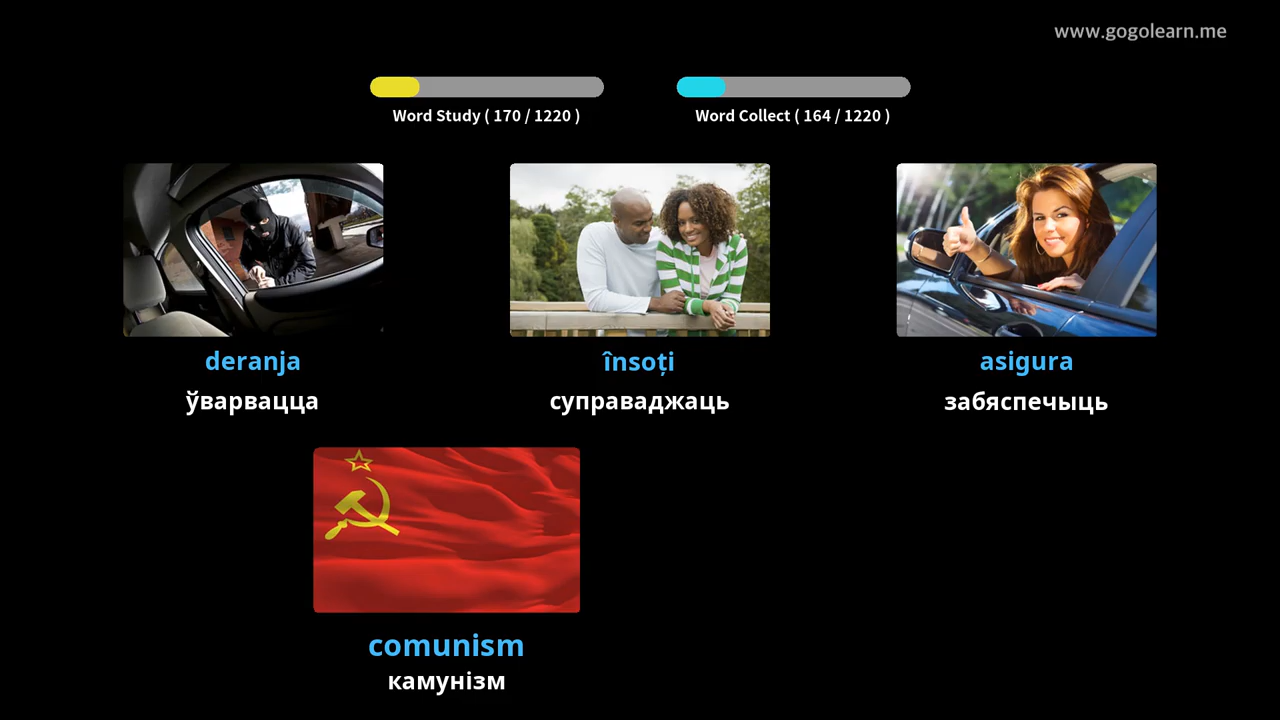 www.gogolearn.me
Word Study ( 170 / 1220 )
Word Collect ( 164 / 1220 )
deranja
însoți
asigura
ўварвацца
суправаджаць
забяспечыць
comunism
камунізм